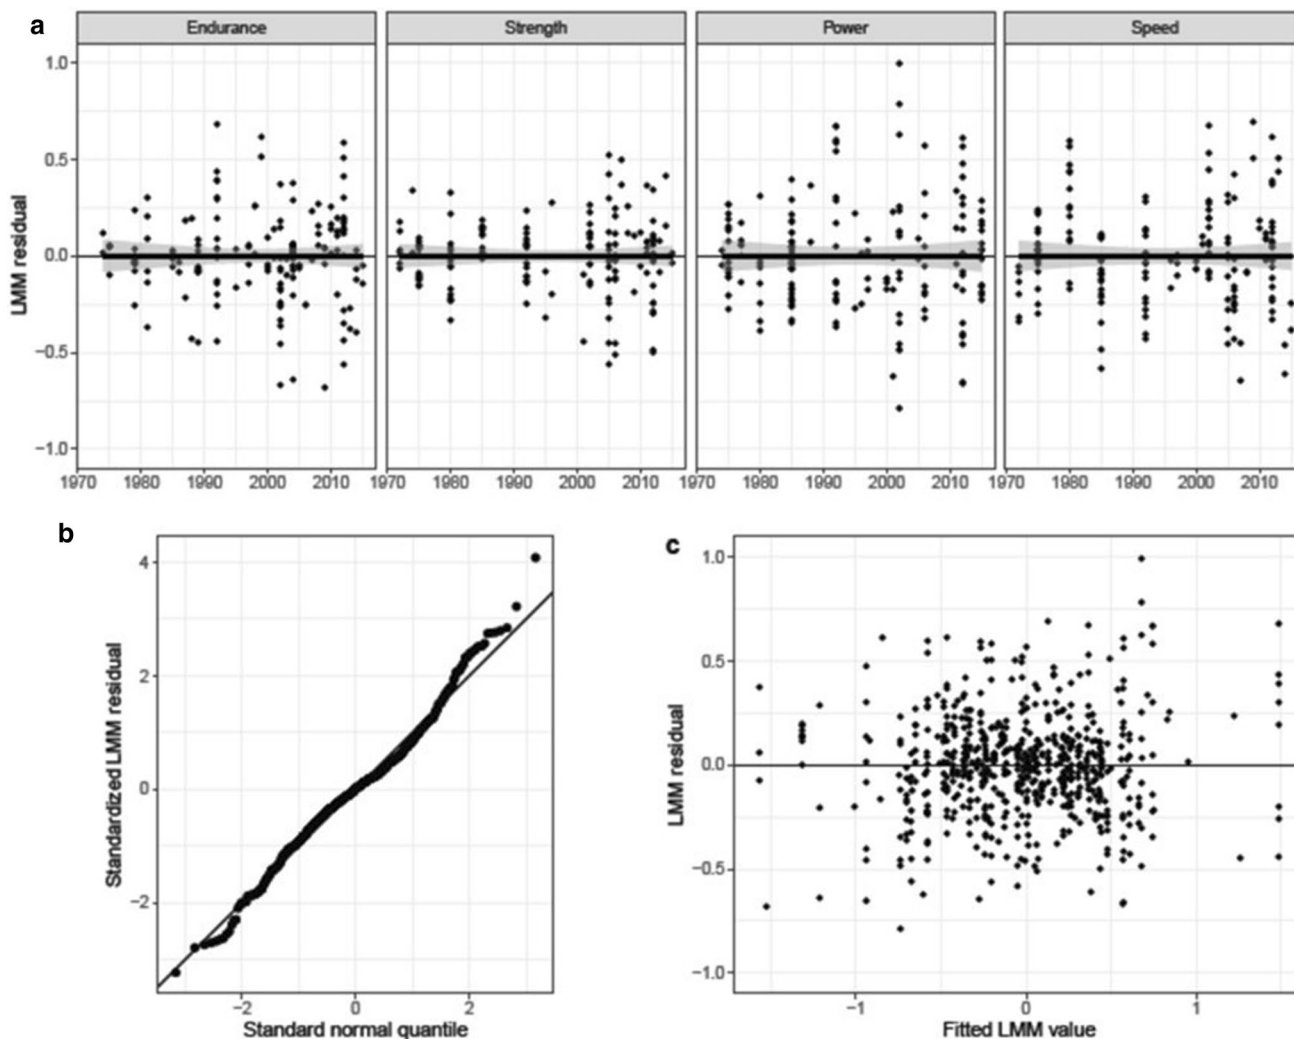 a
Endurance Strength Power Speed
1.0
0.5
0.0
−0.5
−1.0
LMM residual
1970 1980 1990 2000 2010 1970 1980 1990 2000 2010 1970 1980 1990 2000 2010 1970 1980 1990 2000 2010
b
4
2
0
−2
Standardized LMM residual
−2 0 2
Standard normal quantile
c
1.0
0.5
0.0
−0.5
−1.0
LMM residual
−1 0 1
Fitted LMM value